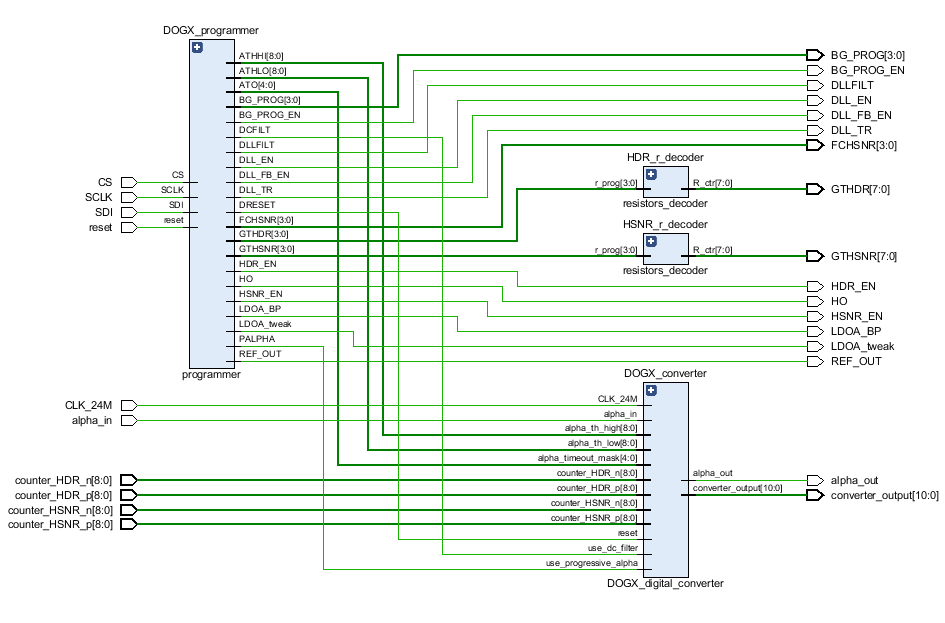 DOGX_programmer
ATHHI[8:0]
ATHLO[8:0]
ATO[4:0]
BG_PROG[3:0]
BG_PROG_EN
DCFILT
DLLFILT
DLL_EN
DLL_FB_EN
DLL_TR
DRESET
FCHSNR[3:0]
GTHDR[3:0]
GTHSNR[3:0]
HDR_EN
HO
HSNR_EN
LDOA_BP
LDOA_tweak
PALPHA
REF_OUT
programmer
CS
SCLK
SDI
reset
CS
SCLK
SDI
reset
BG_PROG[3:0]
BG_PROG_EN
DLLFILT
DLL_EN
DLL_FB_EN
DLL_TR
FCHSNR[3:0]
HDR_r_decoder
r_prog[3:0]
R_ctr[7:0]
resistors_decoder
GTHDR[7:0]
HSNR_r_decoder
r_prog[3:0]
R_ctr[7:0]
resistors_decoder
GTHSNR[7:0]
HDR_EN
HO
HSNR_EN
LDOA_BP
LDOA_tweak
REF_OUT
DOGX_converter
CLK_24M
alpha_in
counter_HDR_n[8:0]
counter_HDR_p[8:0]
counter_HSNR_n[8:0]
counter_HSNR_p[8:0]
CLK_24M
alpha_in
alpha_th_high[8:0]
alpha_th_low[8:0]
alpha_timeout_mask[4:0]
counter_HDR_n[8:0]
counter_HDR_p[8:0]
counter_HSNR_n[8:0]
counter_HSNR_p[8:0]
reset
use_dc_filter
use_progressive_alpha
alpha_out
converter_output[10:0]
alpha_out
converter_output[10:0]
DOGX_digital_converter